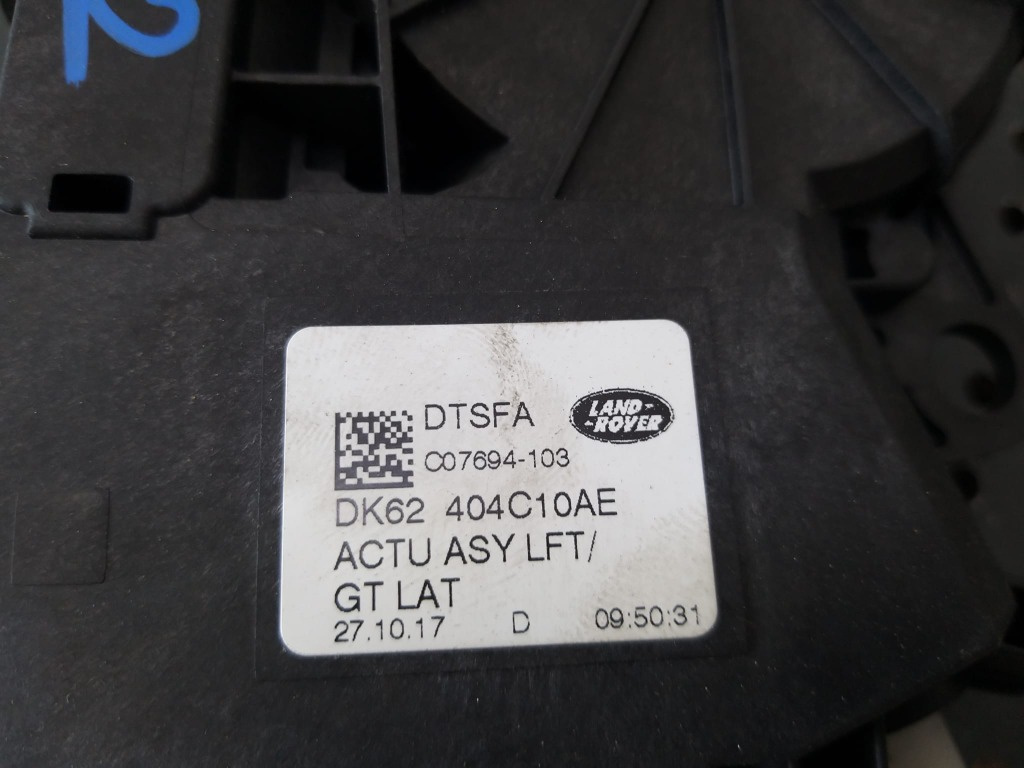 DTSFA
LAND-
-ROVER
C07694-103
DK62 404C10AE
ACTU ASY LFT/
GT LAT
27.10.17 D 09:50:31